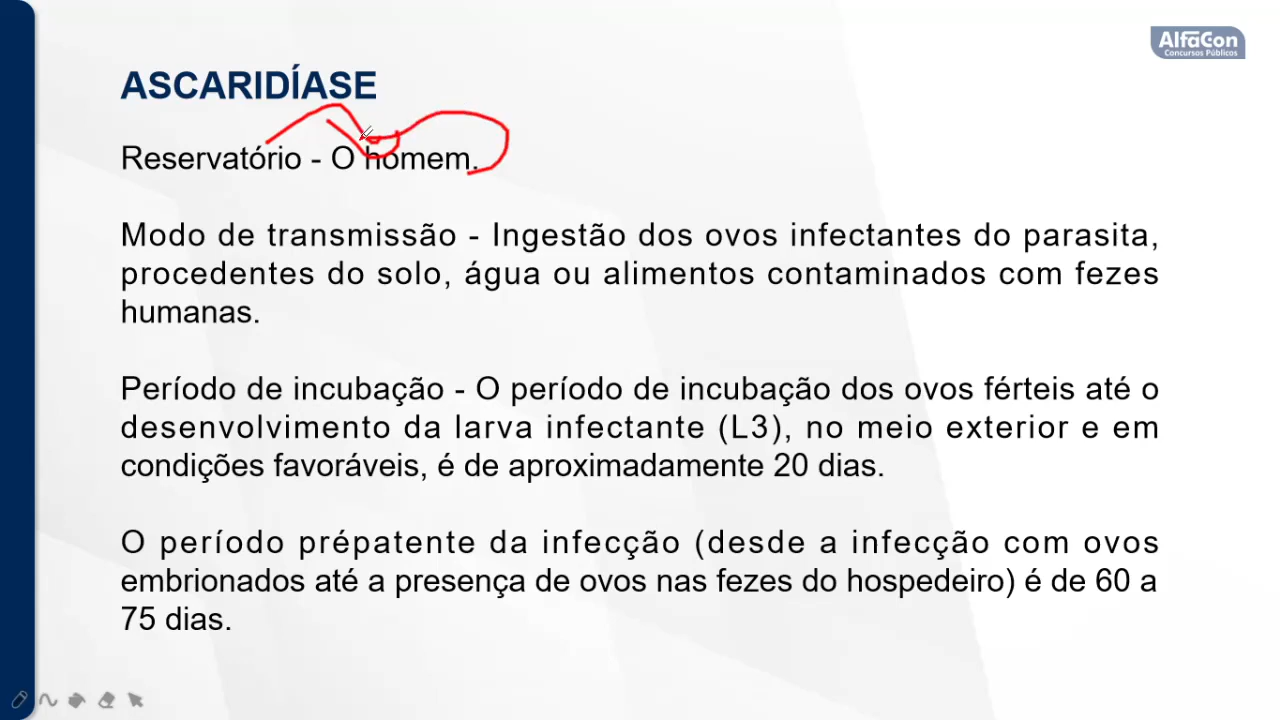 AlfaCon
Concursos Públicos
ASCARIDÍASE
Reservatório - O homem.
Modo de transmissão - Ingestão dos ovos infectantes do parasita,
procedentes do solo, água ou alimentos contaminados com fezes
humanas.
Período de incubação - O período de incubação dos ovos férteis até o
desenvolvimento da larva infectante (L3), no meio exterior e em
condições favoráveis, é de aproximadamente 20 dias.
O período prépatente da infecção (desde a infecção com ovos
embrionados até a presença de ovos nas fezes do hospedeiro) é de 60 a
75 dias.